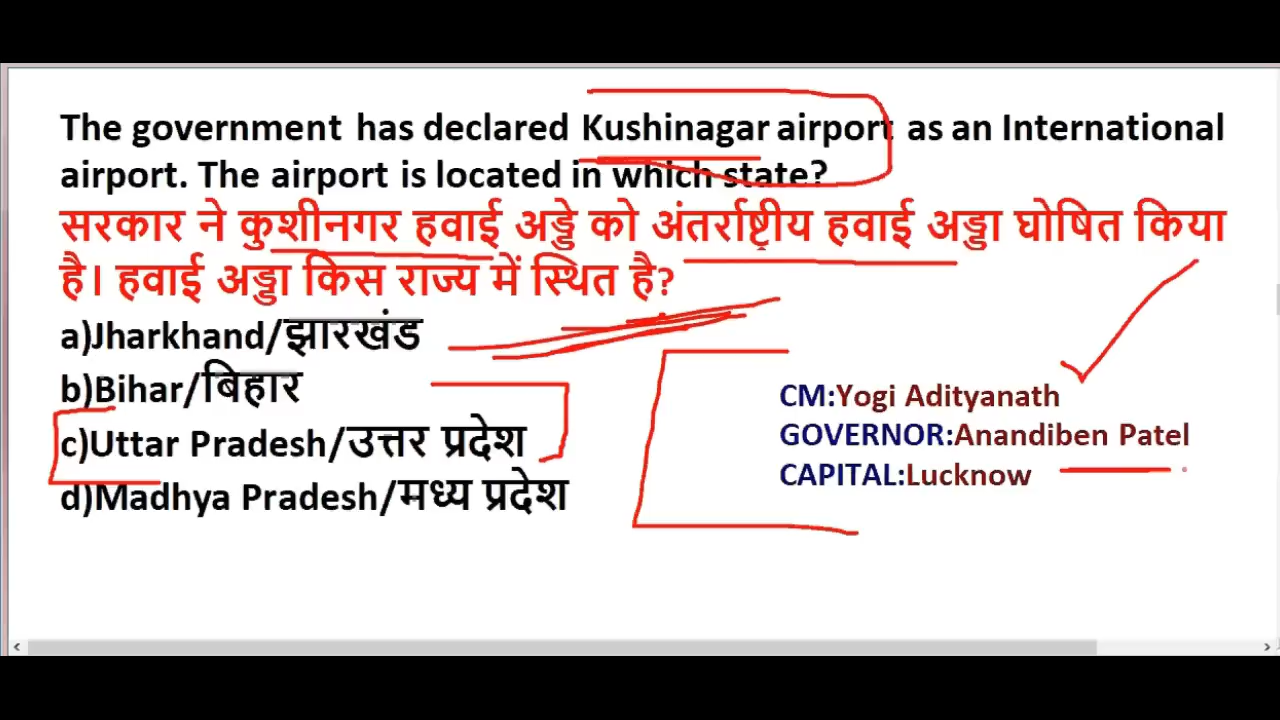 The government has declared Kushinagar airport as an International
airport. The airport is located in which state?
सरकार ने कुशीनगर हवाई अड्डे को अंतर्राष्ट्रीय हवाई अड्डा घोषित किया
है। हवाई अड्डा किस राज्य में स्थित है?
a)Jharkhand/झारखंड
b)Bihar/बिहार
c)Uttar Pradesh/उत्तर प्रदेश
d)Madhya Pradesh/मध्य प्रदेश
CM:Yogi Adityanath
GOVERNOR:Anandiben Patel
CAPITAL:Lucknow